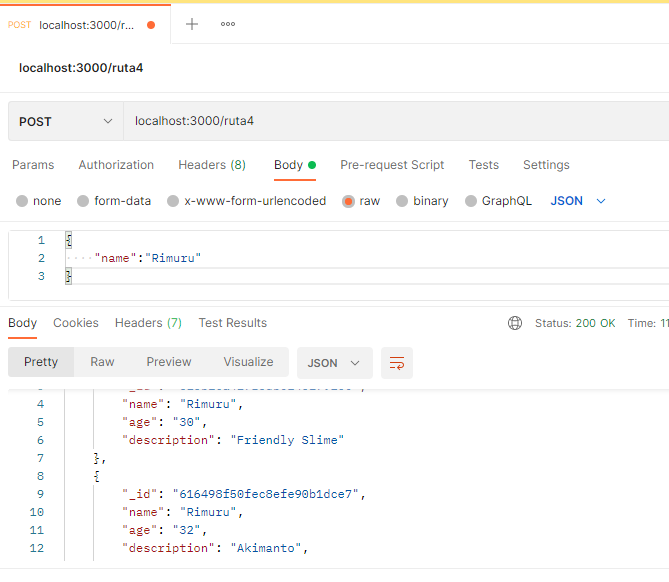 POST localhost:3000/r... + ooo
localhost:3000/ruta4
POST localhost:3000/ruta4
Params Authorization Headers (8) Body Pre-request Script Tests Settings
none form-data x-www-form-urlencoded raw binary GraphQL JSON
1 {
2 "name":"Rimuru"
3 }
Body Cookies Headers (7) Test Results Status: 200 OK Time: 11
Pretty Raw Preview Visualize JSON
4 "name": "Rimuru",
5 "age": "30",
6 "description": "Friendly Slime"
7 },
8 {
9 "_id": "616498f50fec8efe90b1dce7",
10 "name": "Rimuru",
11 "age": "32",
12 "description": "Akimanto",